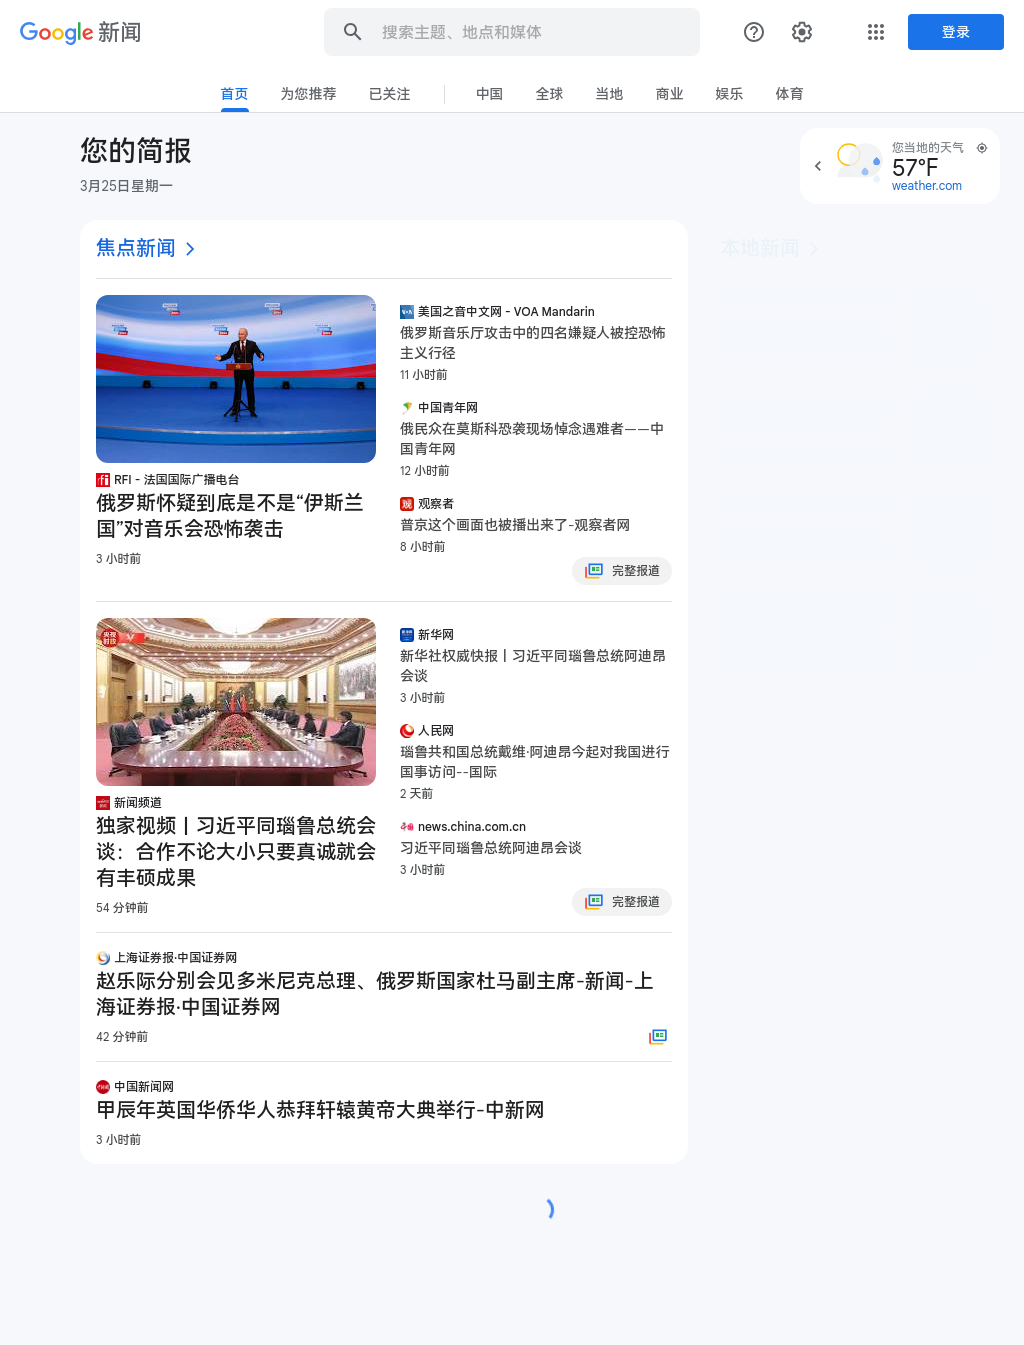 Google 新闻
搜索主题、地点和媒体
登录
首页 为您推荐 已关注 中国 全球 当地 商业 娱乐 体育
您的简报
3月25日星期一
您当地的天气
57°F
weather.com
焦点新闻
本地新闻
RFI - 法国国际广播电台
俄罗斯怀疑到底是不是“伊斯兰
国”对音乐会恐怖袭击
3 小时前
美国之音中文网 - VOA Mandarin
俄罗斯音乐厅攻击中的四名嫌疑人被控恐怖
主义行径
11 小时前
中国青年网
俄民众在莫斯科恐袭现场悼念遇难者——中
国青年网
12 小时前
观察者
普京这个画面也被播出来了-观察者网
8 小时前
完整报道
央视
时政
新闻频道
独家视频丨习近平同瑙鲁总统会
谈：合作不论大小只要真诚就会
有丰硕成果
54 分钟前
新华网
新华社权威快报丨习近平同瑙鲁总统阿迪昂
会谈
3 小时前
人民网
瑙鲁共和国总统戴维·阿迪昂今起对我国进行
国事访问--国际
2 天前
news.china.com.cn
习近平同瑙鲁总统阿迪昂会谈
3 小时前
完整报道
上海证券报·中国证券网
赵乐际分别会见多米尼克总理、俄罗斯国家杜马副主席-新闻-上
海证券报·中国证券网
42 分钟前
中国新闻网
甲辰年英国华侨华人恭拜轩辕黄帝大典举行-中新网
3 小时前